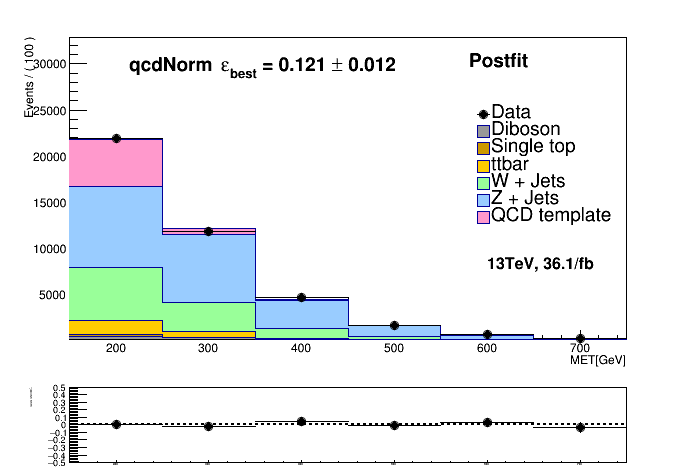 qcdNorm ε_best = 0.121 ± 0.012
Postfit
Events / ( 100 )
30000
25000
20000
15000
10000
5000
Data
Diboson
Single top
ttbar
W + Jets
Z + Jets
QCD template
13TeV, 36.1/fb
200 300 400 500 600 700
MET[GeV]
0.5
0.4
0.3
0.2
0.1
0
−0.1
−0.2
−0.3
−0.4
−0.5